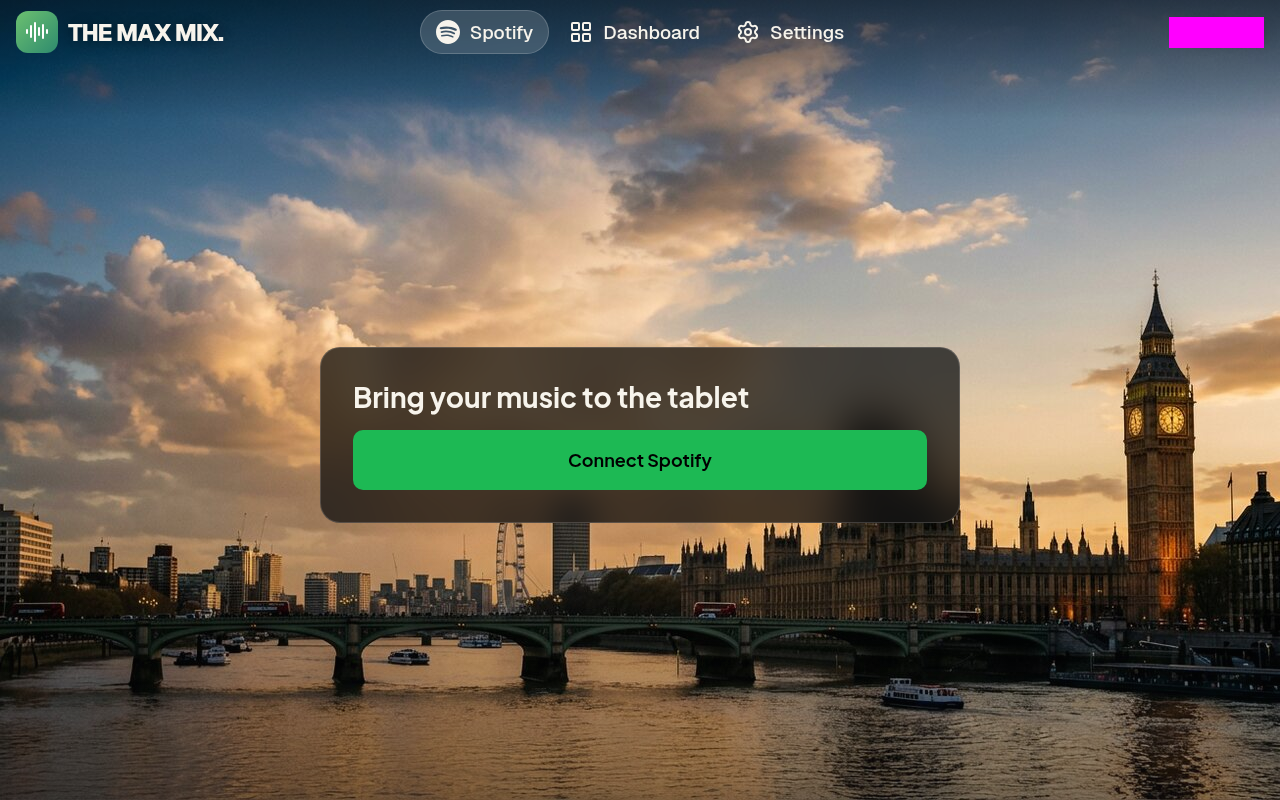 THE MAX MIX.
Spotify
Dashboard
Settings
Bring your music to the tablet
Connect Spotify